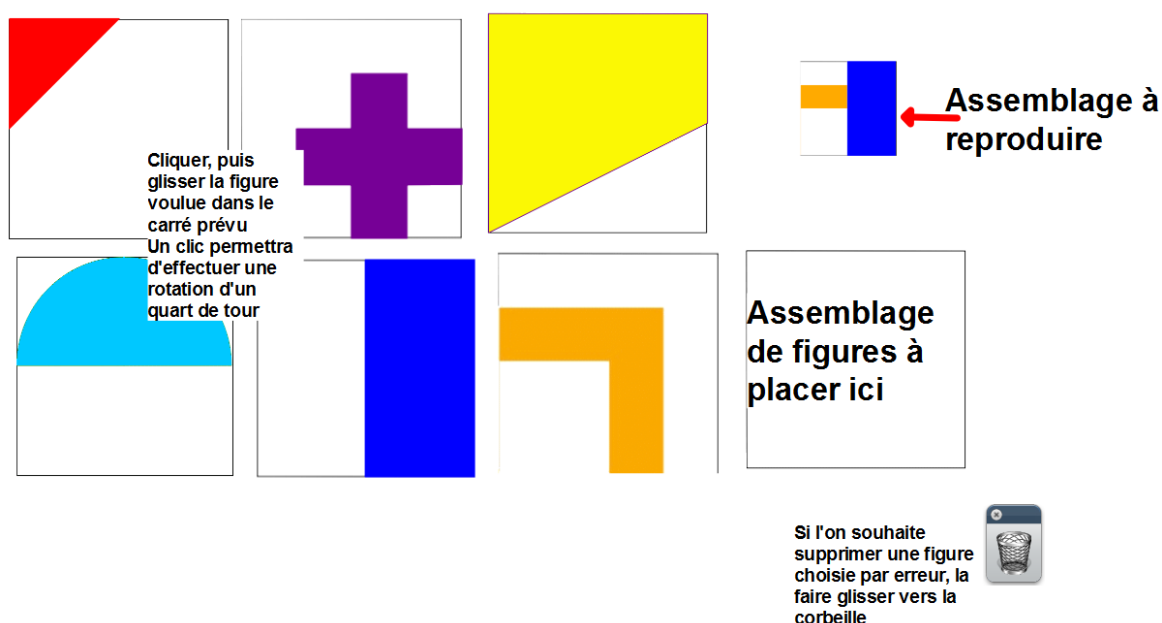 Assemblage à
reproduire
Cliquer, puis
glisser la figure
voulue dans le
carré prévu
Un clic permettra
d'effectuer une
rotation d'un
quart de tour
Assemblage
de figures à
placer ici
Si l'on souhaite
supprimer une figure
choisie par erreur, la
faire glisser vers la
corbeille